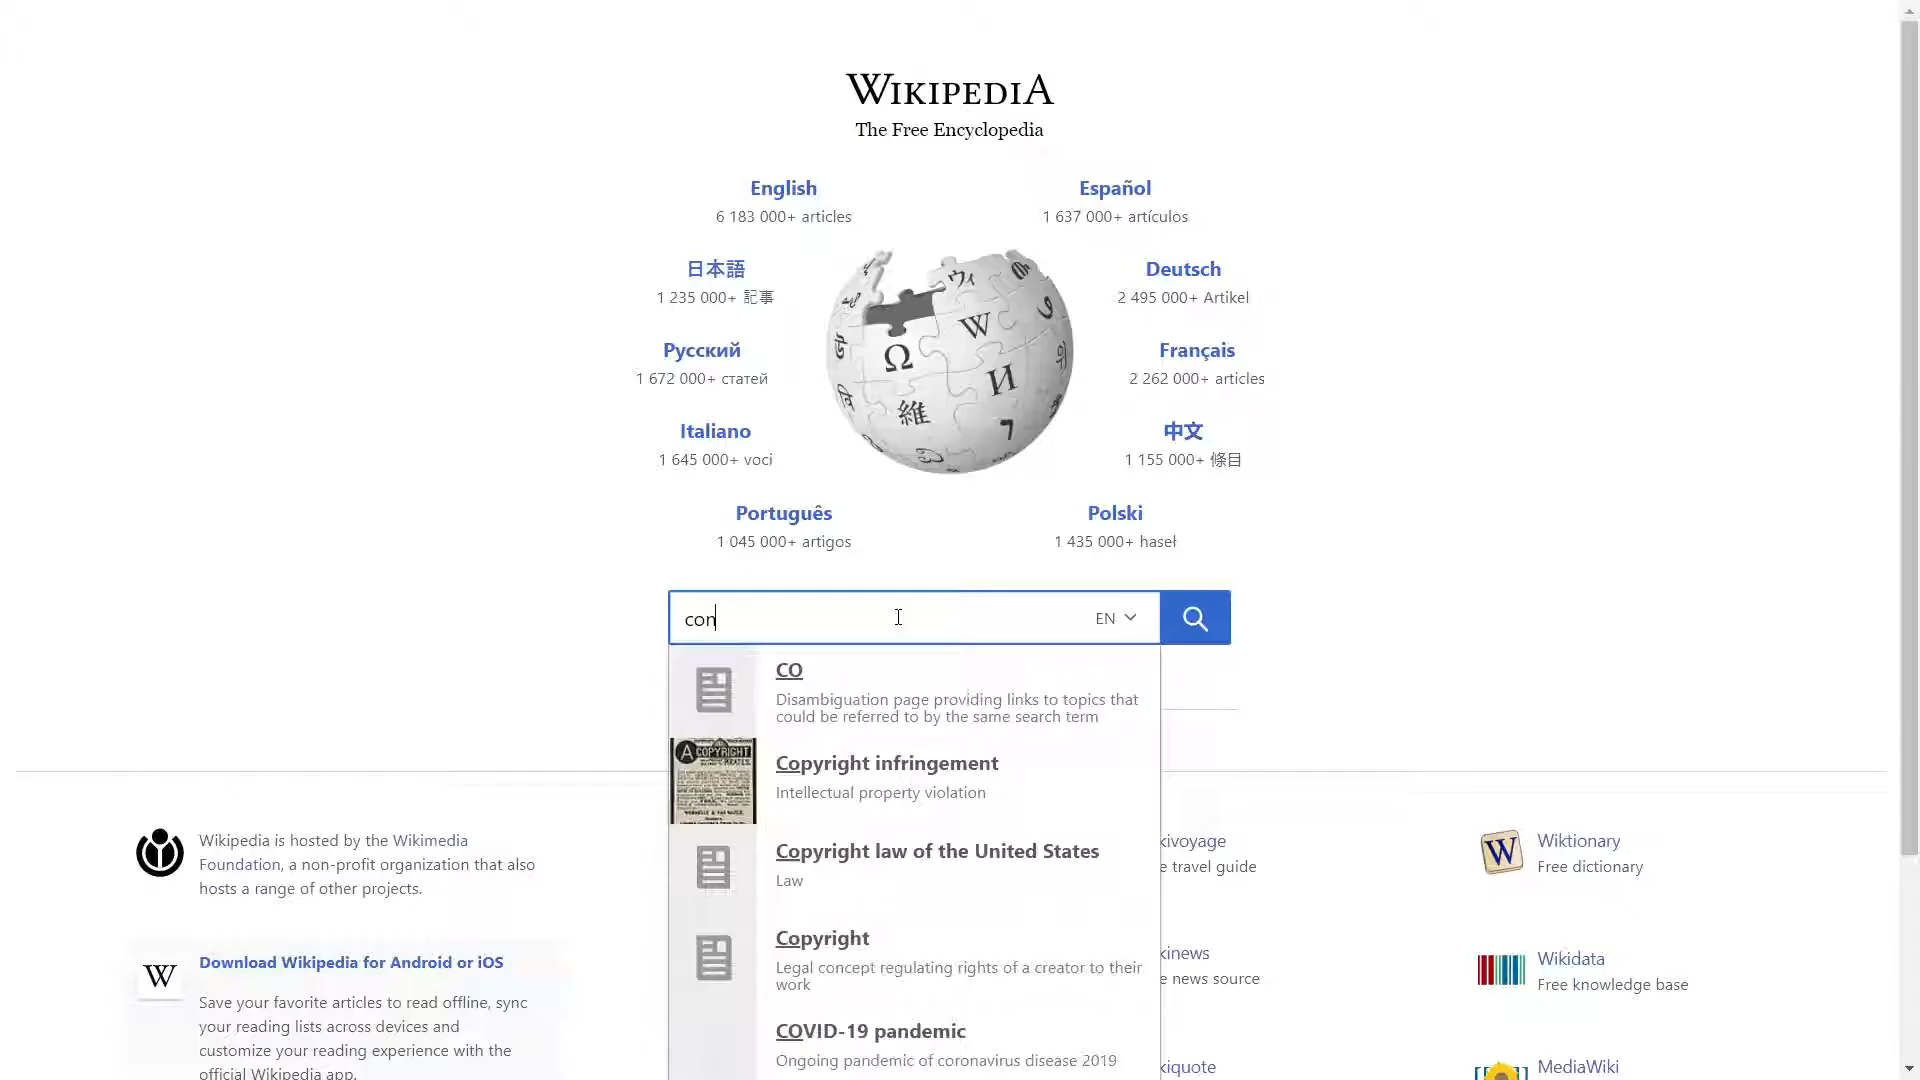 WIKIPEDIA
The Free Encyclopedia
English
6 183 000+ articles
Español
1 637 000+ artículos
日本語
1 235 000+ 記事
Deutsch
2 495 000+ Artikel
Русский
1 672 000+ статей
Français
2 262 000+ articles
Italiano
1 645 000+ voci
中文
1 155 000+ 條目
Português
1 045 000+ artigos
Polski
1 435 000+ haseł
con
EN
CO
Disambiguation page providing links to topics that
could be referred to by the same search term
Copyright infringement
Intellectual property violation
Copyright law of the United States
Law
Copyright
Legal concept regulating rights of a creator to their
work
COVID-19 pandemic
Ongoing pandemic of coronavirus disease 2019
Wikipedia is hosted by the Wikimedia
Foundation, a non-profit organization that also
hosts a range of other projects.
Download Wikipedia for Android or iOS
Save your favorite articles to read offline, sync
your reading lists across devices and
customize your reading experience with the
official Wikipedia app.
kivoyage
e travel guide
kinews
e news source
kiquote
Wiktionary
Free dictionary
Wikidata
Free knowledge base
MediaWiki